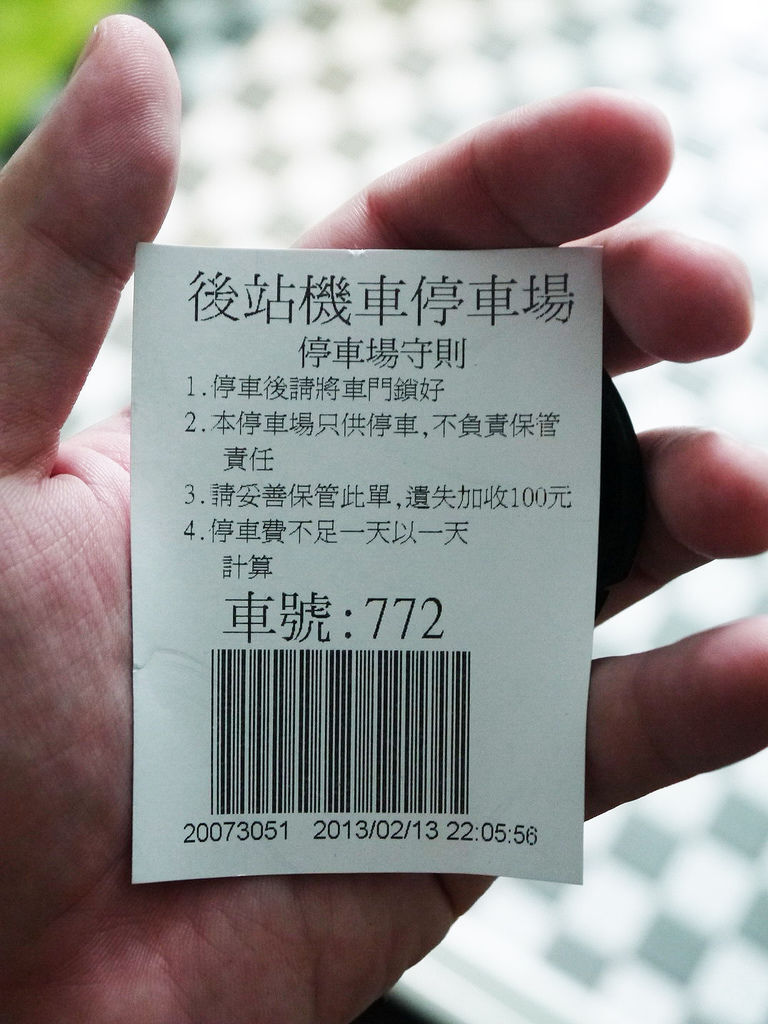 後站機車停車場
停車場守則
1.停車後請將車門鎖好
2.本停車場只供停車,不負責保管
責任
3.請妥善保管此單,遺失加收100元
4.停車費不足一天以一天
計算
車號:772
20073051 2013/02/13 22:05:56